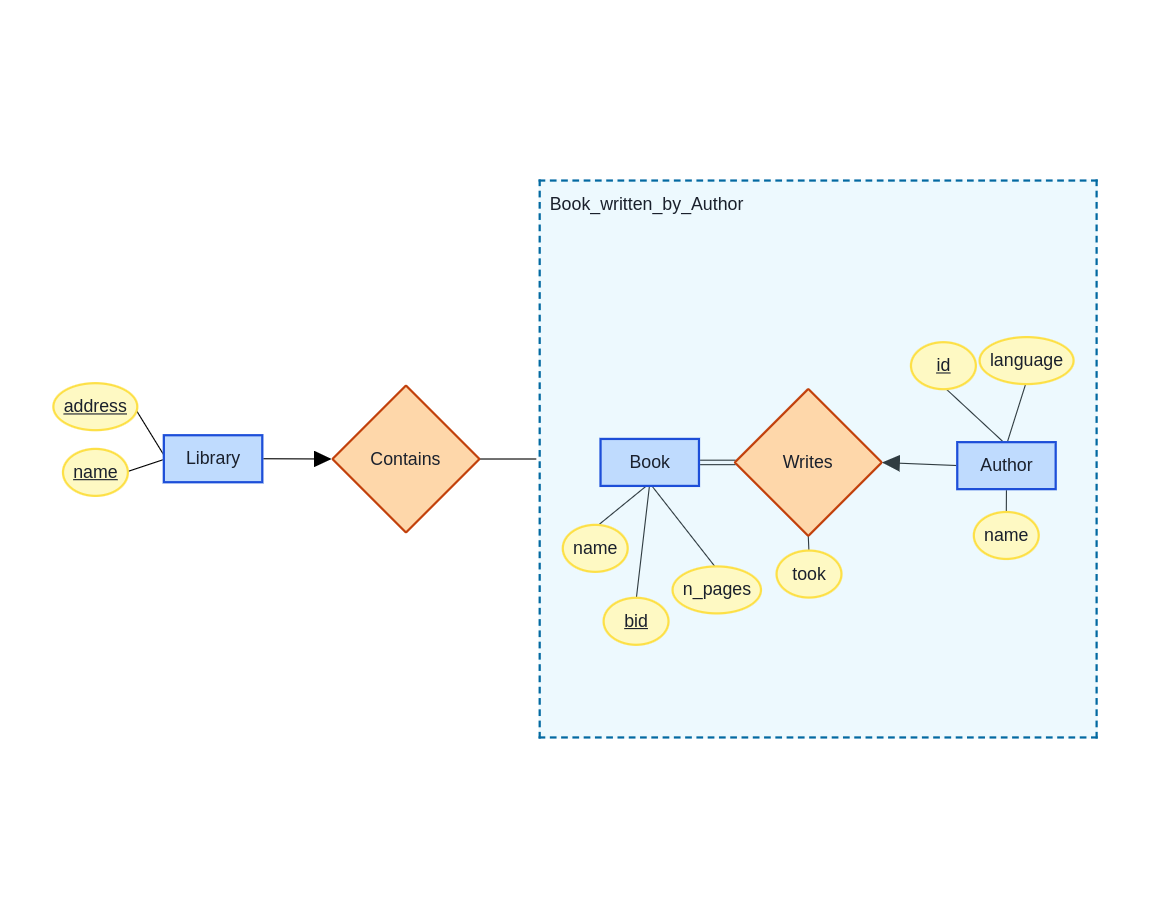 Book_written_by_Author
id
language
address
Library
Contains
Book
Writes
Author
name
name
name
took
n_pages
bid